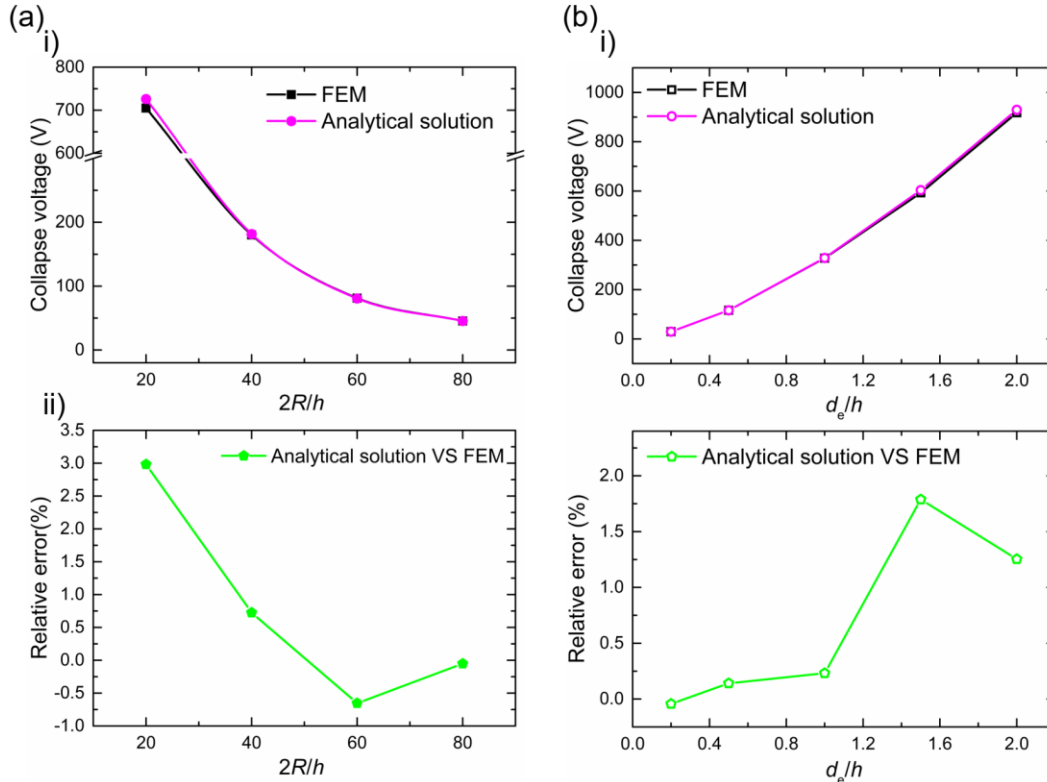 (a)
i)
800
700
600
200
100
0
Collapse voltage (V)
FEM
Analytical solution
20 40 60 80
2R/h
ii)
3.5
3.0
2.5
2.0
1.5
1.0
0.5
0.0
-0.5
-1.0
Relative error(%)
Analytical solution VS FEM
20 40 60 80
2R/h
(b)
i)
1000
800
600
400
200
0
Collapse voltage (V)
FEM
Analytical solution
0.0 0.4 0.8 1.2 1.6 2.0
de/h
2.0
1.5
1.0
0.5
0.0
Relative error (%)
Analytical solution VS FEM
0.0 0.4 0.8 1.2 1.6 2.0
de/h